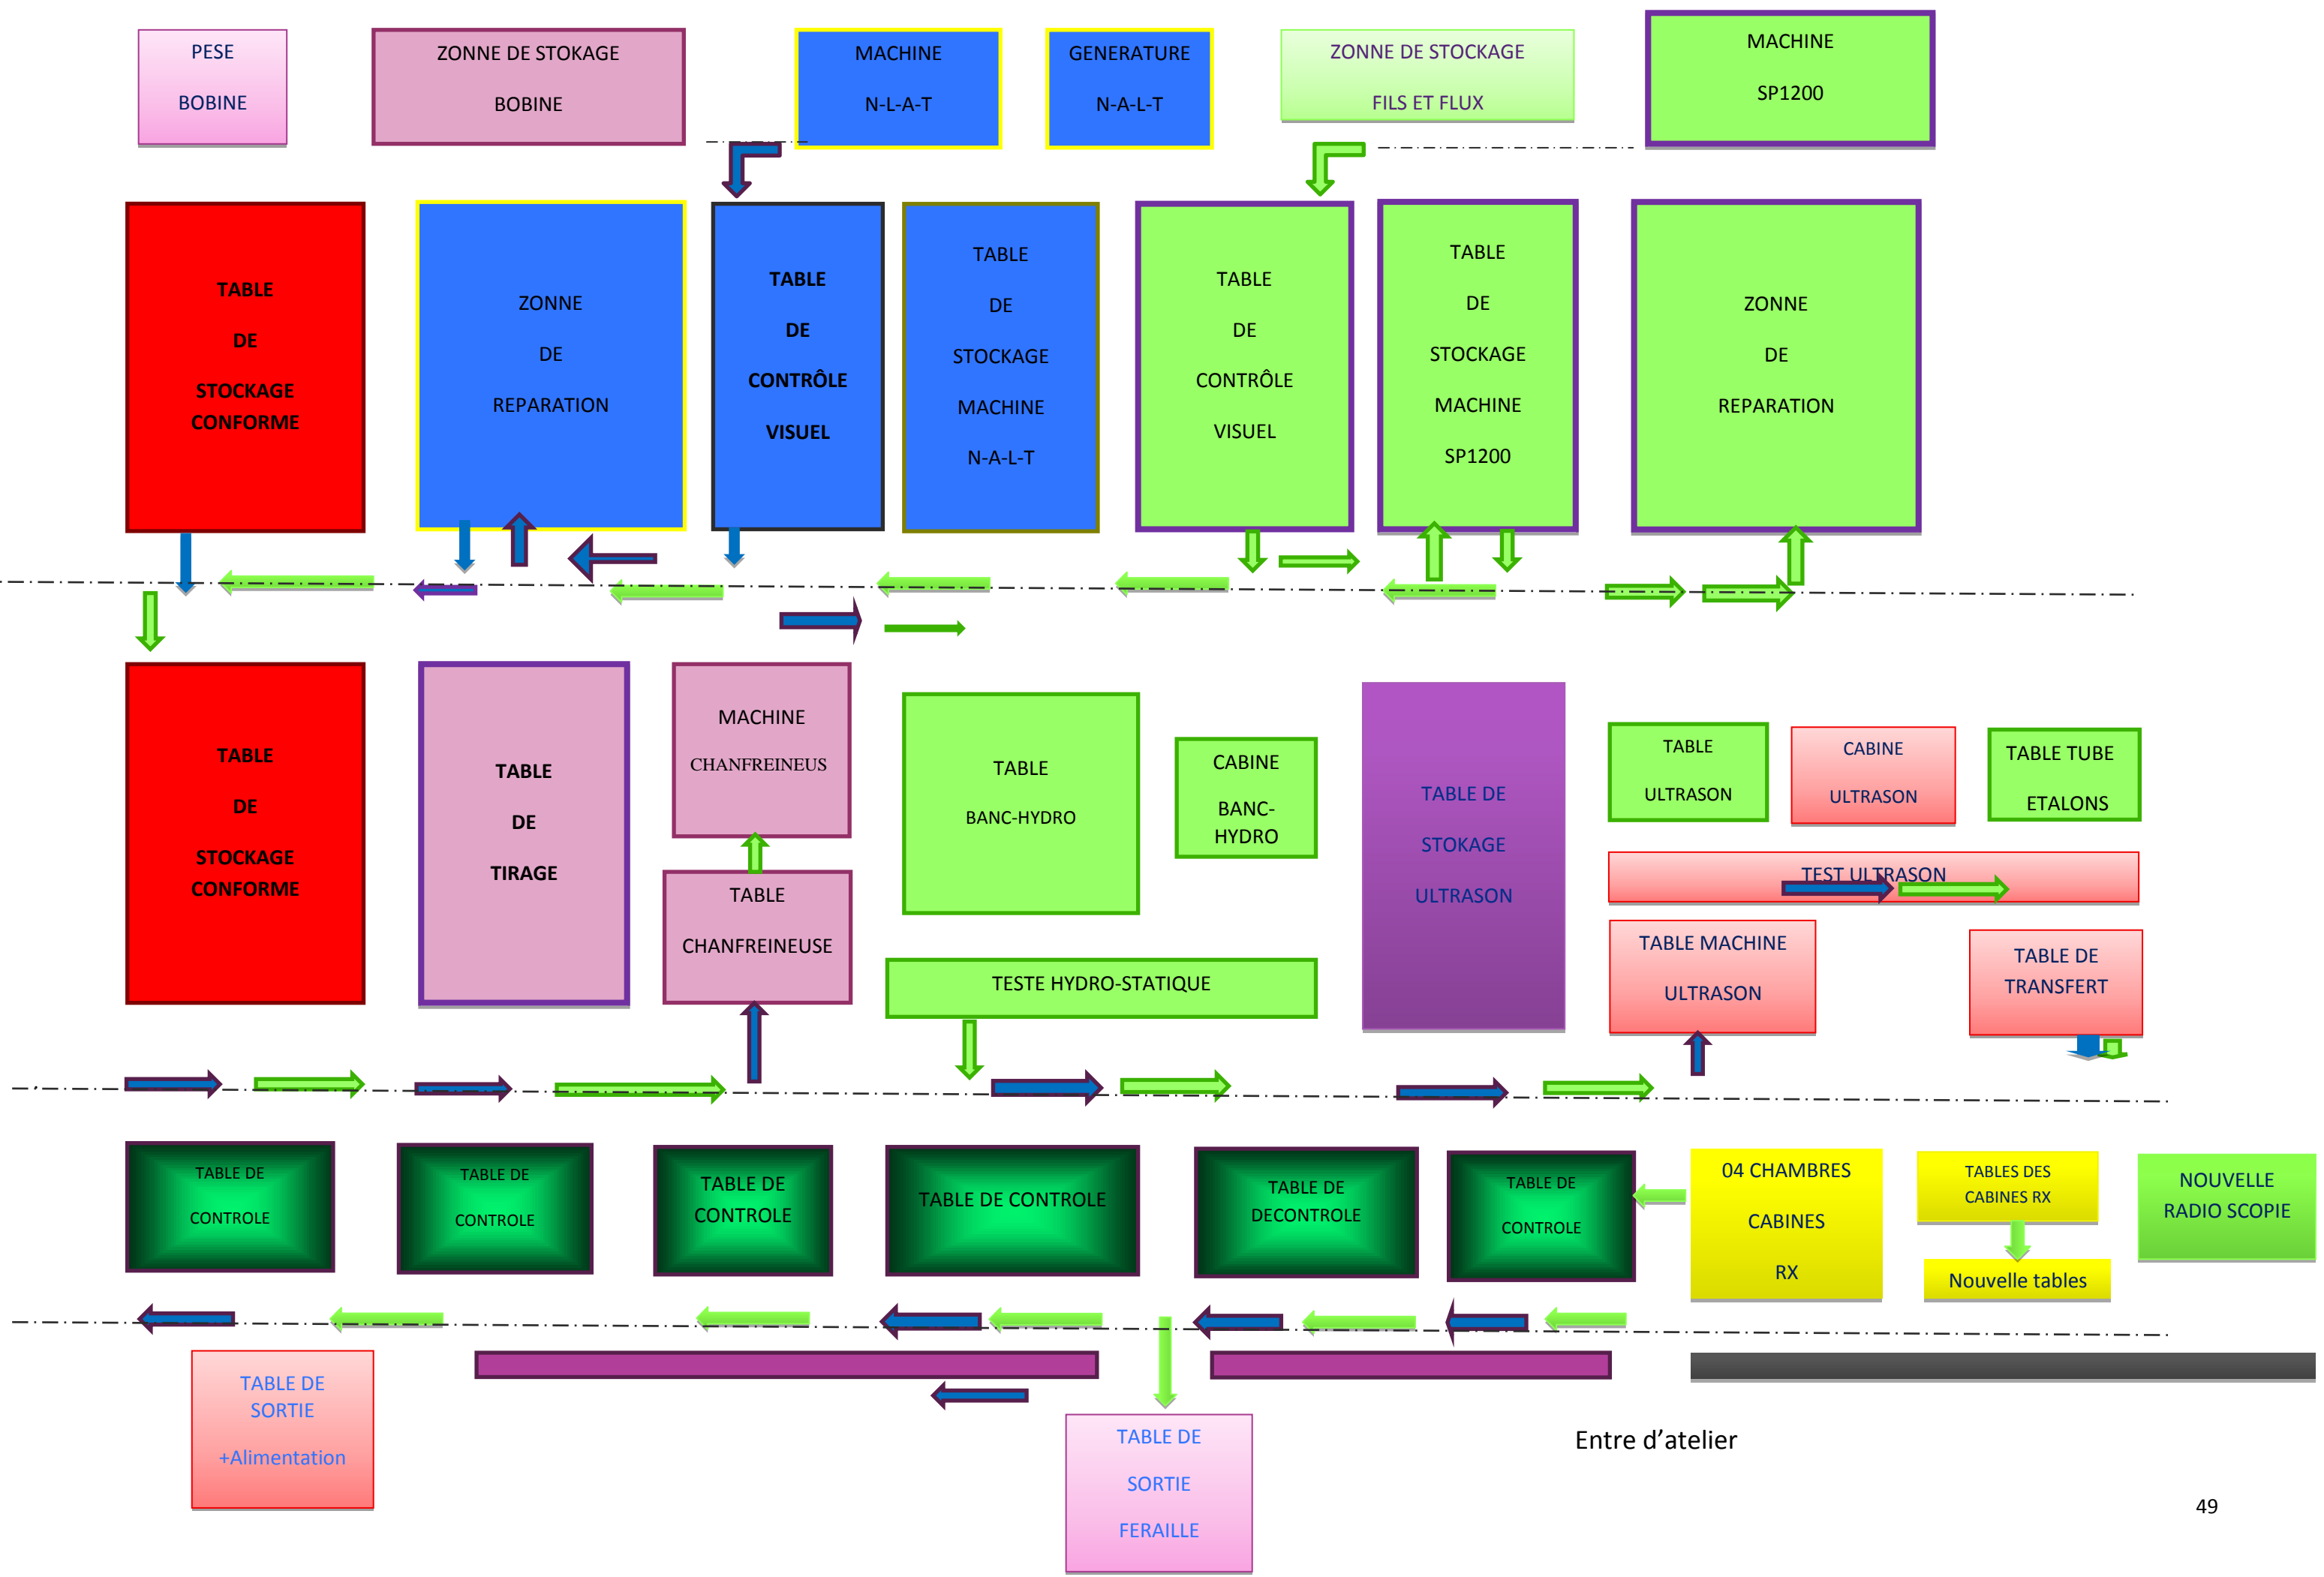 PESE
BOBINE
ZONNE DE STOKAGE
BOBINE
MACHINE
N-L-A-T
GENERATURE
N-A-L-T
ZONNE DE STOCKAGE
FILS ET FLUX
MACHINE
SP1200
TABLE
DE
STOCKAGE
CONFORME
ZONNE
DE
REPARATION
TABLE
DE
CONTRÔLE
VISUEL
TABLE
DE
STOCKAGE
MACHINE
N-A-L-T
TABLE
DE
CONTRÔLE
VISUEL
TABLE
DE
STOCKAGE
MACHINE
SP1200
ZONNE
DE
REPARATION
TABLE
DE
STOCKAGE
CONFORME
TABLE
DE
TIRAGE
MACHINE
CHANFREINEUS
TABLE
CHANFREINEUSE
TABLE
BANC-HYDRO
CABINE
BANC-
HYDRO
TESTE HYDRO-STATIQUE
TABLE DE
STOKAGE
ULTRASON
TABLE
ULTRASON
CABINE
ULTRASON
TABLE TUBE
ETALONS
TEST ULTRASON
TABLE MACHINE
ULTRASON
TABLE DE
TRANSFERT
TABLE DE
CONTROLE
TABLE DE
CONTROLE
TABLE DE
CONTROLE
TABLE DE CONTROLE
TABLE DE
DECONTROLE
TABLE DE
CONTROLE
04 CHAMBRES
CABINES
RX
TABLES DES
CABINES RX
Nouvelle tables
NOUVELLE
RADIO SCOPIE
TABLE DE
SORTIE
+Alimentation
TABLE DE
SORTIE
FERAILLE
Entre d’atelier
49